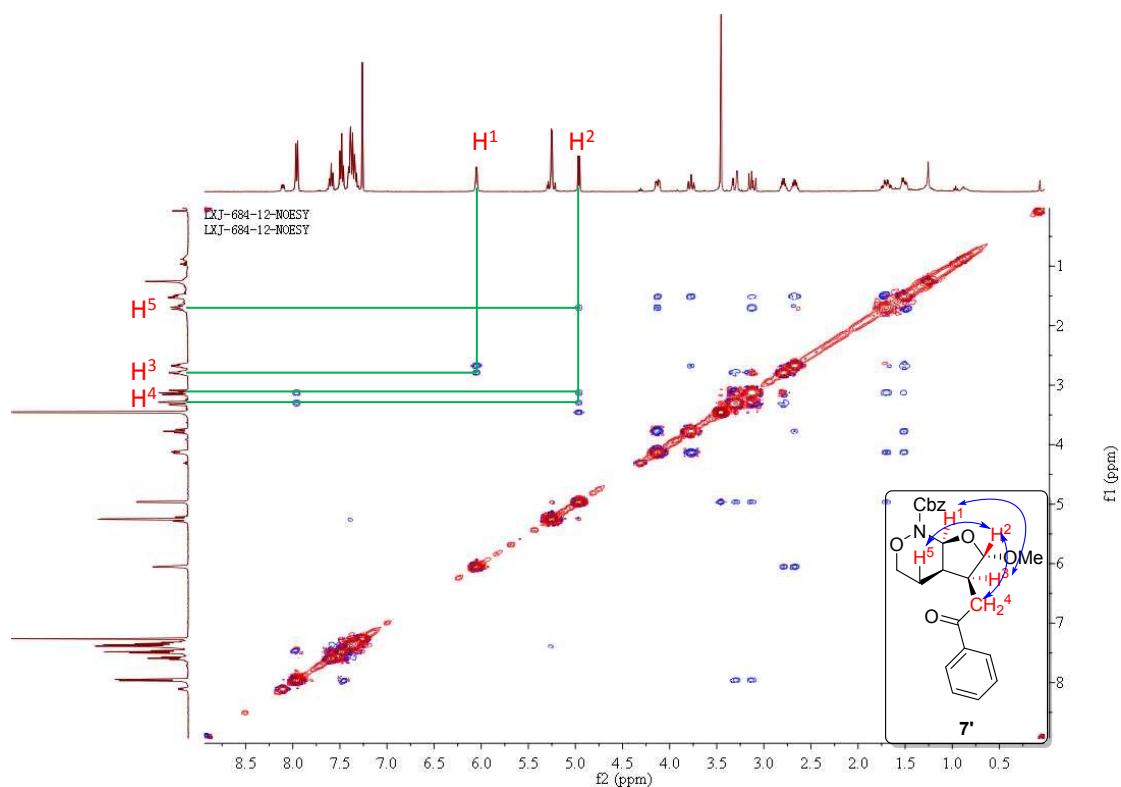 H1 H2
LXJ-684-12-NOESY
LXJ-684-12-NOESY
H5
H3
H4
1
2
3
4
5
6
7
8
f1 (ppm)
8.5 8.0 7.5 7.0 6.5 6.0 5.5 5.0 4.5 4.0 3.5 3.0 2.5 2.0 1.5 1.0 0.5
f2 (ppm)
Cbz
N H1 O H2
O H5 OMe
H3
CH2 4
O
7'